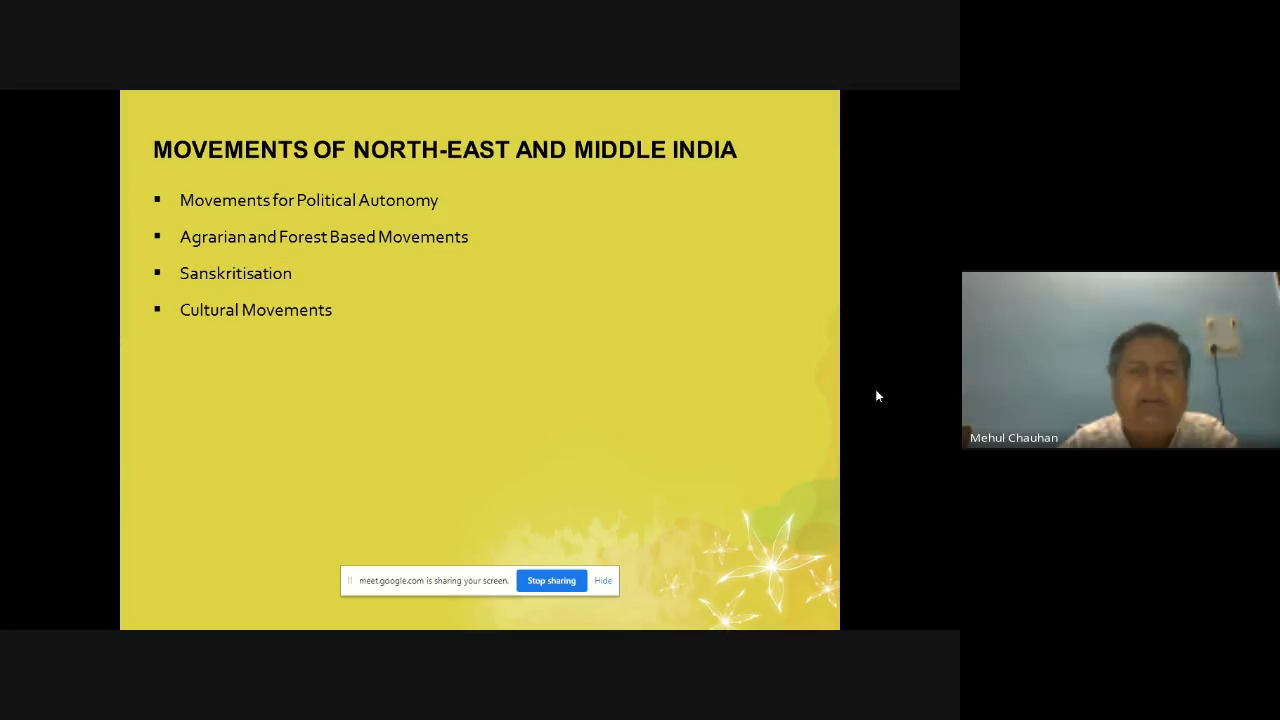 MOVEMENTS OF NORTH-EAST AND MIDDLE INDIA
Movements for Political Autonomy
Agrarian and Forest Based Movements
Sanskritisation
Cultural Movements
meet.google.com is sharing your screen. Stop sharing Hide
Mehul Chauhan